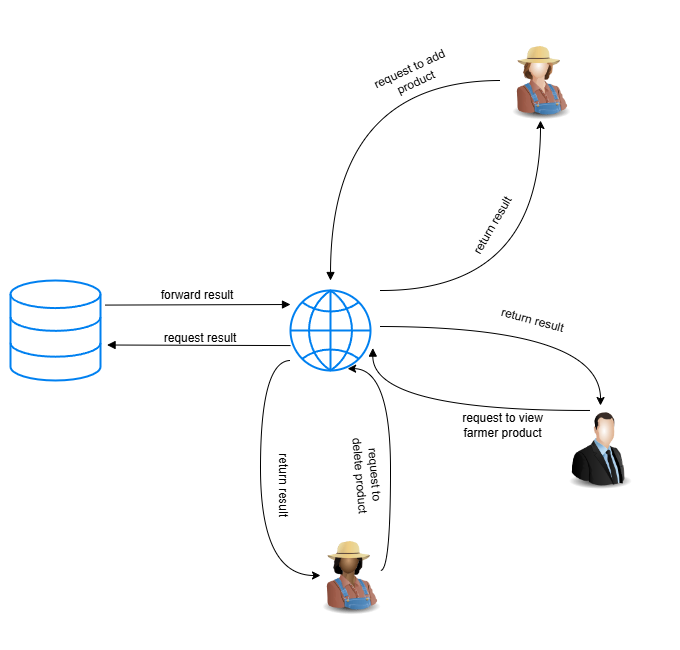 request to add
product
return result
forward result
request result
return result
request to view
farmer product
return result
request to
delete product